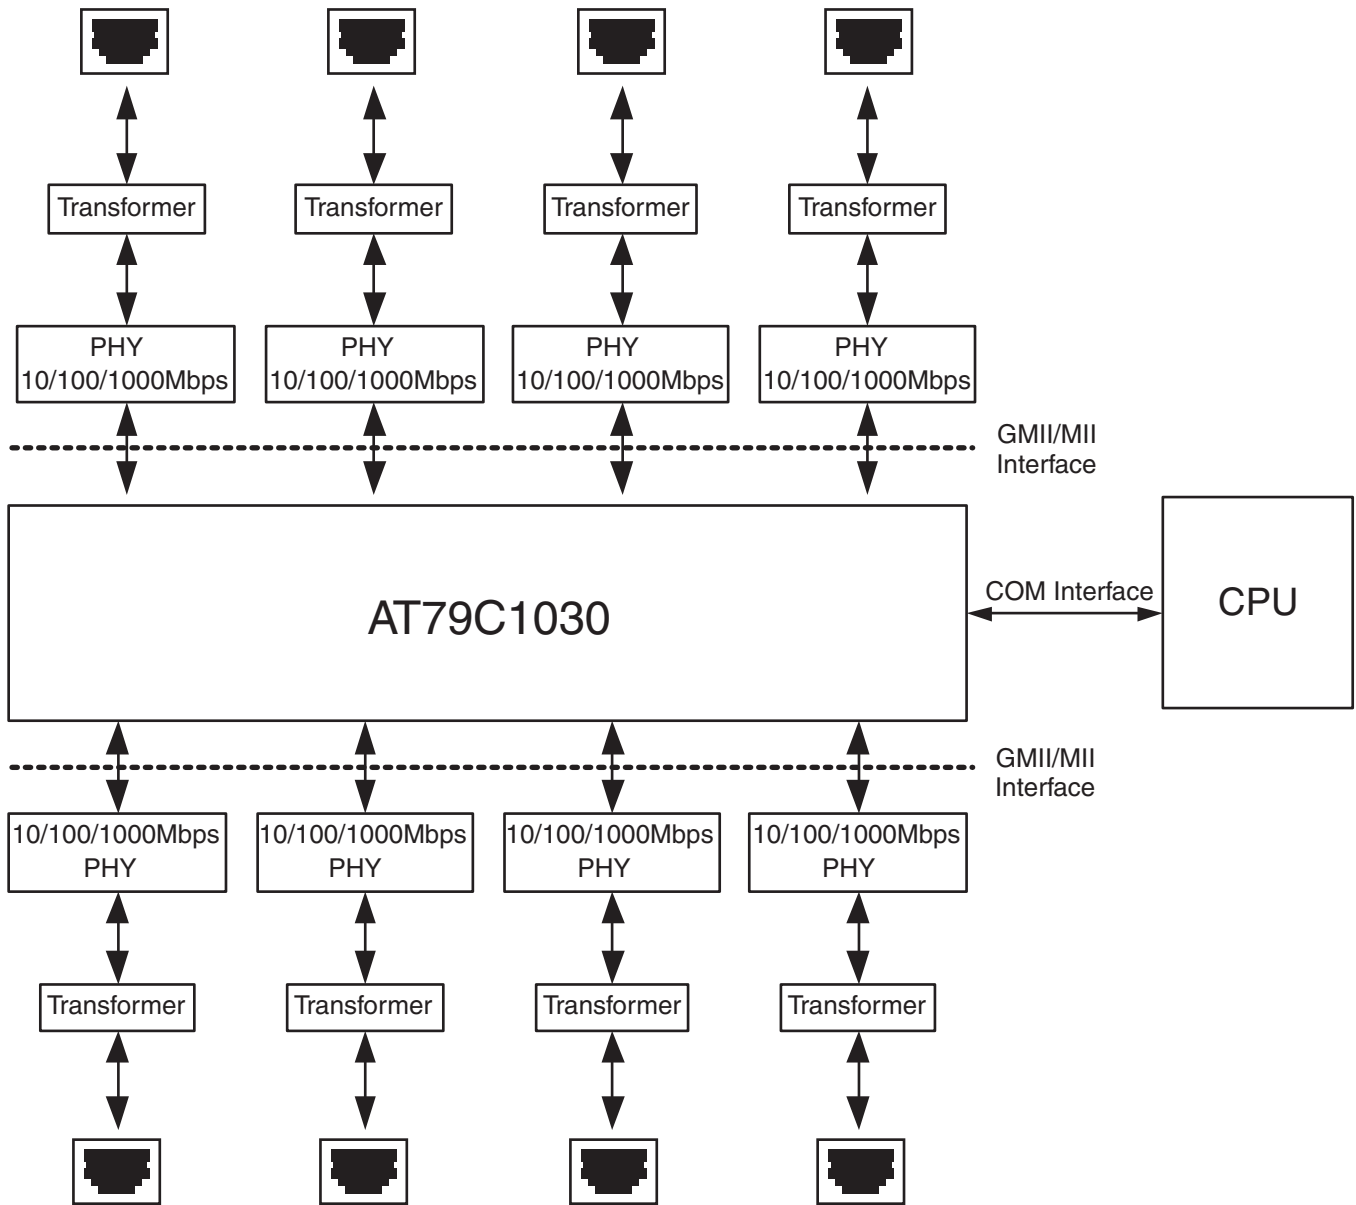 Transformer
Transformer
Transformer
Transformer
PHY
10/100/1000Mbps
PHY
10/100/1000Mbps
PHY
10/100/1000Mbps
PHY
10/100/1000Mbps
GMII/MII
Interface
AT79C1030
COM Interface
CPU
GMII/MII
Interface
10/100/1000Mbps
PHY
10/100/1000Mbps
PHY
10/100/1000Mbps
PHY
10/100/1000Mbps
PHY
Transformer
Transformer
Transformer
Transformer